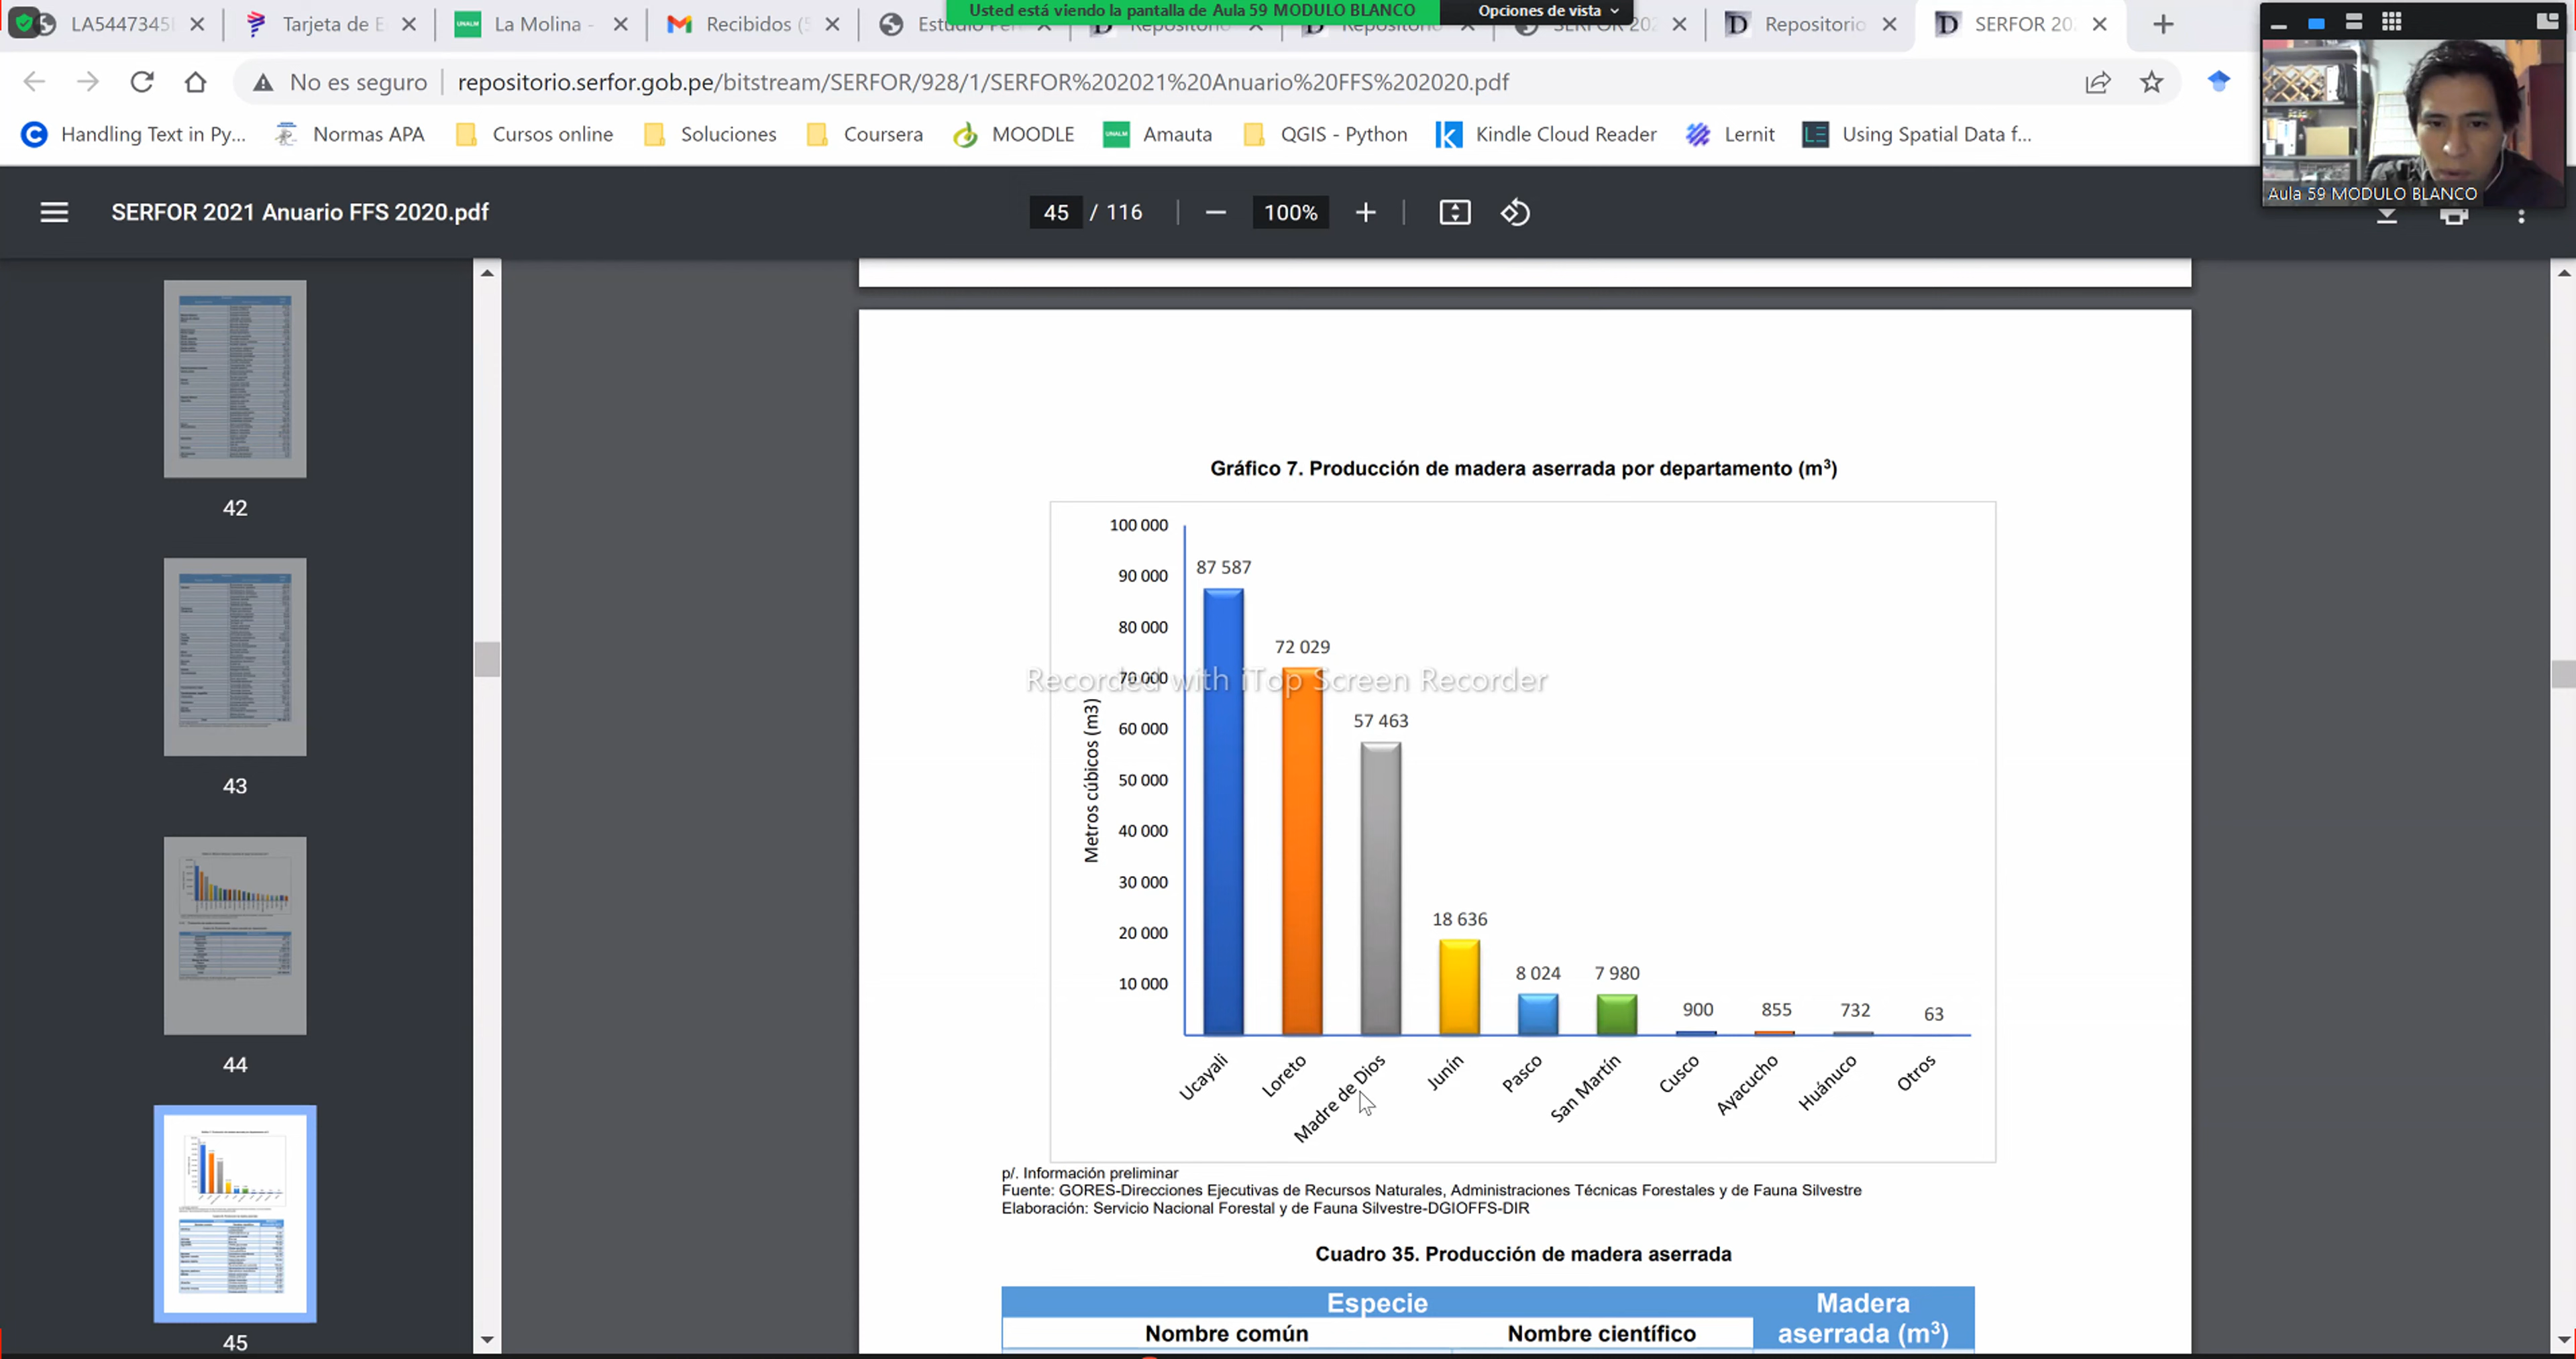 Usted está viendo la pantalla de Aula 59 MODULO BLANCO
Opciones de vista
Tarjeta de E
La Molina -
Recibidos (5
Repositorio
Repositorio
SERFOR 202
Repositorio
SERFOR 20
No es seguro
repositorio.serfor.gob.pe/bitstream/SERFOR/928/1/SERFOR%202021%20Anuario%20FFS%202020.pdf
Handling Text in Py...
Normas APA
Cursos online
Soluciones
Coursera
MOODLE
UNALM
Amauta
QGIS - Python
Kindle Cloud Reader
Lernit
LE
Using Spatial Data f...
Aula 59 MODULO BLANCO
SERFOR 2021 Anuario FFS 2020.pdf
45 / 116
100%
42
43
44
45
Gráfico 7. Producción de madera aserrada por departamento (m³)
Metros cúbicos (m3)
100 000
90 000
80 000
70 000
60 000
50 000
40 000
30 000
20 000
10 000
87 587
72 029
57 463
18 636
8 024
7 980
900
855
732
63
Ucayali
Loreto
Madre de Dios
Junín
Pasco
San Martín
Cusco
Ayacucho
Huánuco
Otros
Recorded with iTop Screen Recorder
p/. Información preliminar
Fuente: GORES-Direcciones Ejecutivas de Recursos Naturales, Administraciones Técnicas Forestales y de Fauna Silvestre
Elaboración: Servicio Nacional Forestal y de Fauna Silvestre-DGIOFFS-DIR
Cuadro 35. Producción de madera aserrada
Especie
Madera
aserrada (m³)
Nombre común
Nombre científico